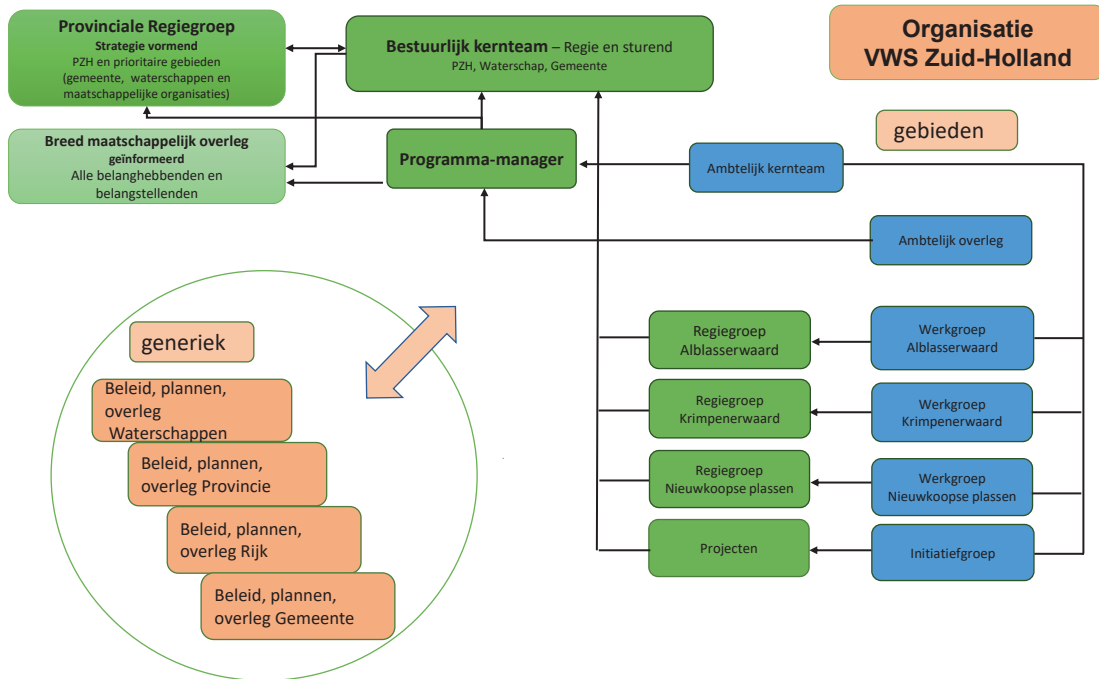 Provinciale Regiegroep
Strategie vormend
PZH en prioritaire gebieden
(gemeente, waterschappen en
maatschappelijke organisaties)
Bestuurlijk kernteam – Regie en sturend
PZH, Waterschap, Gemeente
Organisatie
VWS Zuid-Holland
Breed maatschappelijk overleg
geïnformeerd
Alle belanghebbenden en
belangstellenden
Programma-manager
gebieden
Ambtelijk kernteam
Ambtelijk overleg
generiek
Beleid, plannen,
overleg
Waterschappen
Beleid, plannen,
overleg Provincie
Beleid, plannen,
overleg Rijk
Beleid, plannen,
overleg Gemeente
Regiegroep
Alblasserwaard
Werkgroep
Alblasserwaard
Regiegroep
Krimpenerwaard
Werkgroep
Krimpenerwaard
Regiegroep
Nieuwkoopse plassen
Werkgroep
Nieuwkoopse plassen
Projecten
Initiatiefgroep